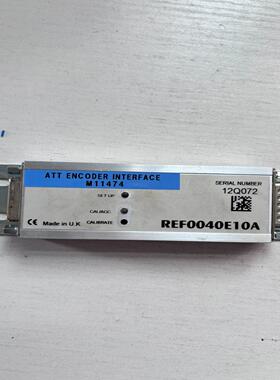 ATT ENCODER INTERFACE
M11474
SERIAL NUMBER
12Q072
SET UP
CAL/ACC
CALIBRATE
CE Made in U.K.
REF0040E10A